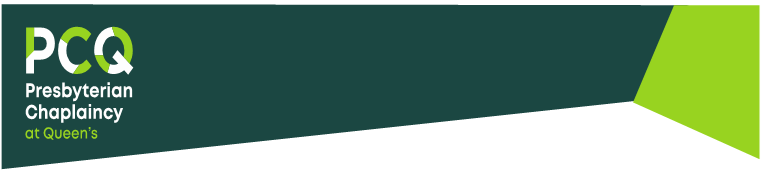 PCQ
Presbyterian
Chaplaincy
at Queen's